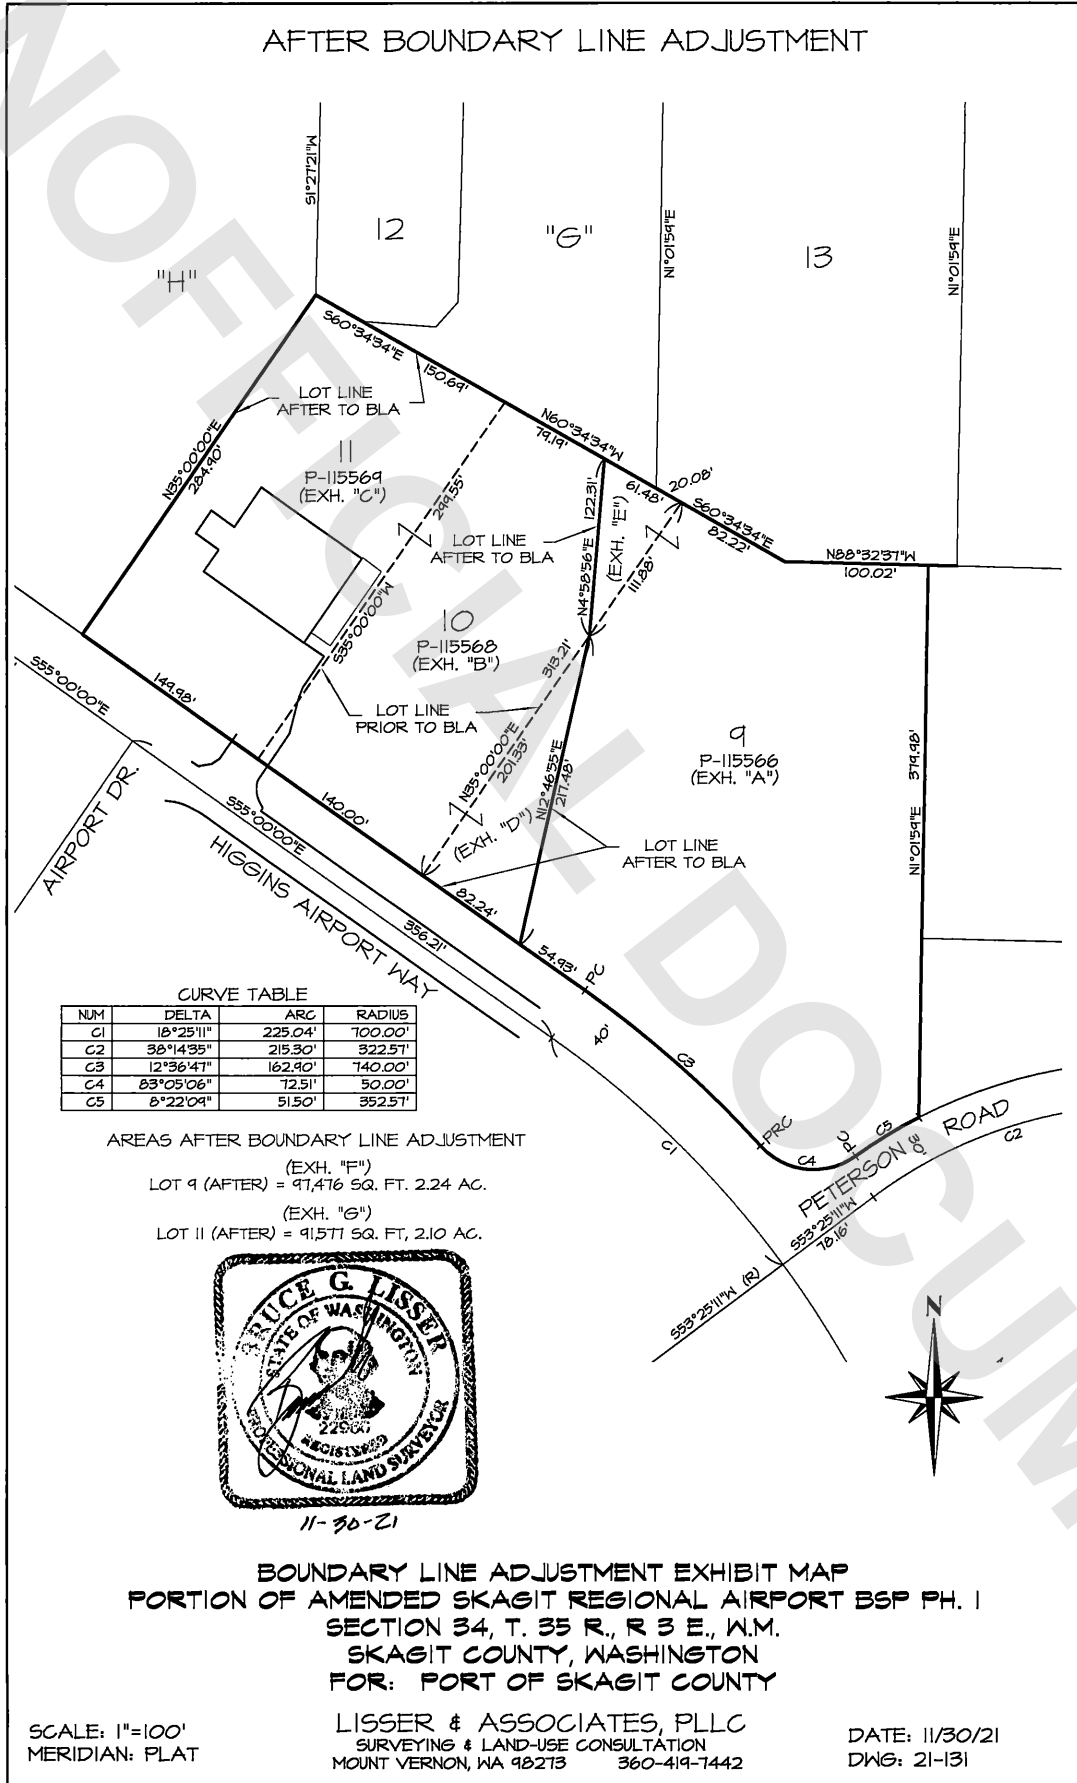 AFTER BOUNDARY LINE ADJUSTMENT
S1°27'21"W
12
"G"
N1°01'59"E
13
N1°01'59"E
"H"
S60°34'34"E
150.69'
LOT LINE
AFTER TO BLA
N60°34'34"W
79.19'
N35°00'00"E
284.90'
11
P-115569
(EXH. "C")
299.55'
122.31'
61.48'
20.08'
S60°34'34"E
82.22'
N88°32'37"W
100.02'
LOT LINE
AFTER TO BLA
(EXH. "E")
N4°58'56"E
111.88'
S35°00'00"W
10
P-115568
(EXH. "B")
313.21'
S55°00'00"E
149.98'
LOT LINE
PRIOR TO BLA
9
P-115566
(EXH. "A")
379.98'
N1°01'59"E
N35°00'00"E
201.33'
N12°46'55"E
217.48'
(EXH. "D")
LOT LINE
AFTER TO BLA
AIRPORT DR.
S55°00'00"E
140.00'
HIGGINS AIRPORT WAY
82.24'
356.21'
54.93'
PC
40'
C3
C1
PRC
C4
PC
C5
30'
PETERSON ROAD
C2
S53°25'11"W
78.16'
S53°25'11"W (R)
CURVE TABLE
NUM DELTA ARC RADIUS
C1 18°25'11" 225.04' 700.00'
C2 38°14'35" 215.30' 322.57'
C3 12°36'47" 162.90' 740.00'
C4 83°05'06" 72.51' 50.00'
C5 8°22'09" 51.50' 352.57'
AREAS AFTER BOUNDARY LINE ADJUSTMENT
(EXH. "F")
LOT 9 (AFTER) = 97,476 SQ. FT. 2.24 AC.
(EXH. "G")
LOT 11 (AFTER) = 91,577 SQ. FT, 2.10 AC.
BRUCE G. LISSER
STATE OF WASHINGTON
REGISTERED
PROFESSIONAL LAND SURVEYOR
11-30-21
N
BOUNDARY LINE ADJUSTMENT EXHIBIT MAP
PORTION OF AMENDED SKAGIT REGIONAL AIRPORT BSP PH. 1
SECTION 34, T. 35 R., R 3 E., W.M.
SKAGIT COUNTY, WASHINGTON
FOR: PORT OF SKAGIT COUNTY
SCALE: 1"=100'
MERIDIAN: PLAT
LISSER & ASSOCIATES, PLLC
SURVEYING & LAND-USE CONSULTATION
MOUNT VERNON, WA 98273 360-419-7442
DATE: 11/30/21
DWG: 21-131
NOFFICIAL DOCUM